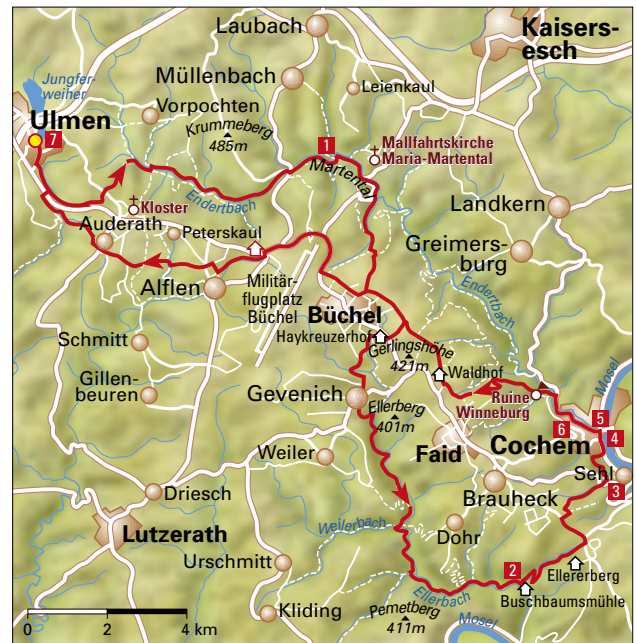 Laubach
Kaisers-
esch
Jungfer-
weiher
Müllenbach
Leienkaul
Vorpochten
Ulmen
7
Krummeberg
485m
1
Mallfahrtskirche
Maria-Martental
Martental
Endertbach
Kloster
Landkern
Auderath
Peterskaul
Greimers-
burg
Endertbach
Alflen
Militär-
flugplatz
Büchel
Büchel
Haykreuzerhof
Gerlingshöhe
421m
Mosel
Schmitt
Waldhof
Gillen-
beuren
Gevenich
Ruine
Winneburg
Ellerberg
401m
5
6
4
Cochem
Faid
Weiler
Sehl
3
Brauheck
Driesch
Weilerbach
Dohr
Lutzerath
Urschmitt
2
Ellererberg
Ellerbach
Buschbaumsmühle
Kliding
Pemetberg
411m
Mosel
0 2 4 km